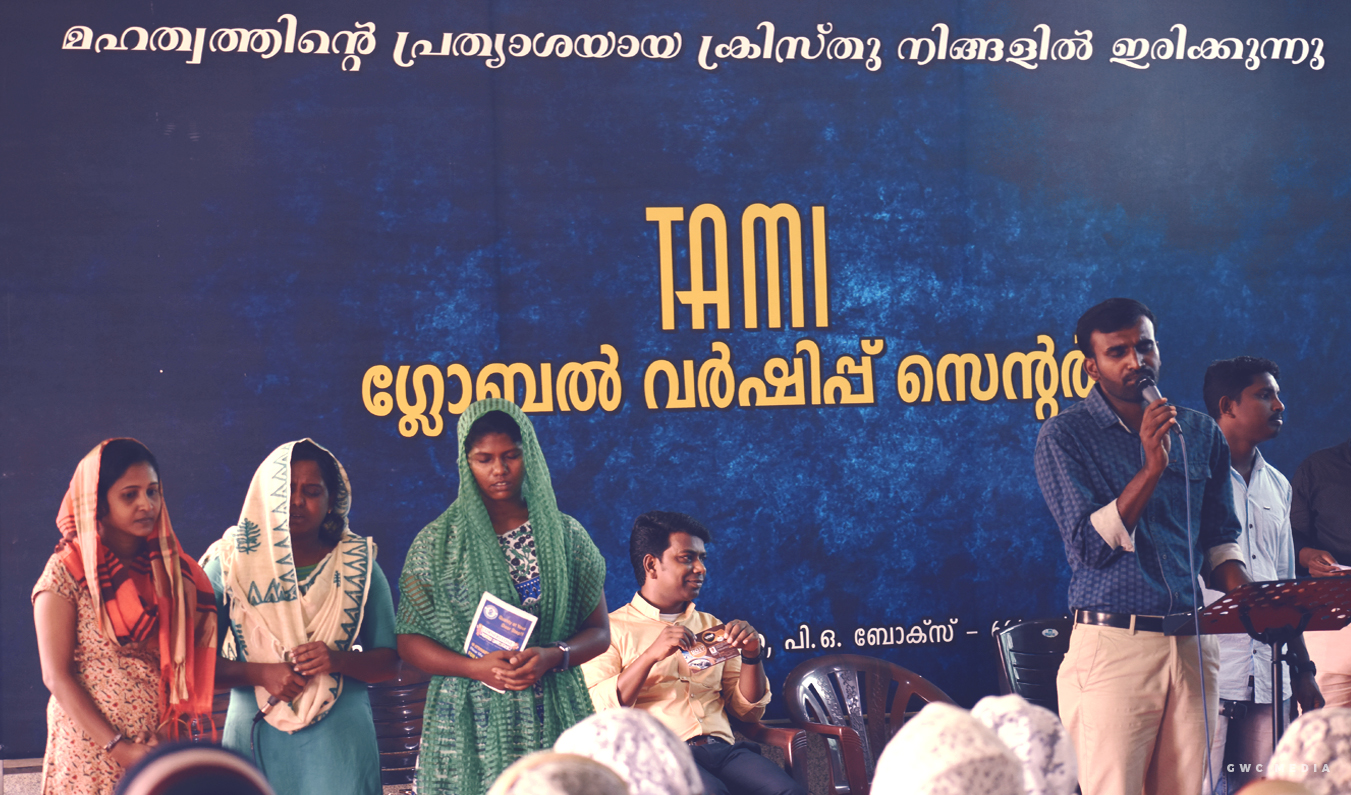 മഹത്വത്തിന്റെ പ്രത്യാശയായ ക്രിസ്തു നിങ്ങളിൽ ഇരിക്കുന്നു
TAMI
ഗ്ലോബൽ വർഷിപ്പ് സെന്റർ
പി.ഒ. ബോക്സ് -
GWC MEDIA